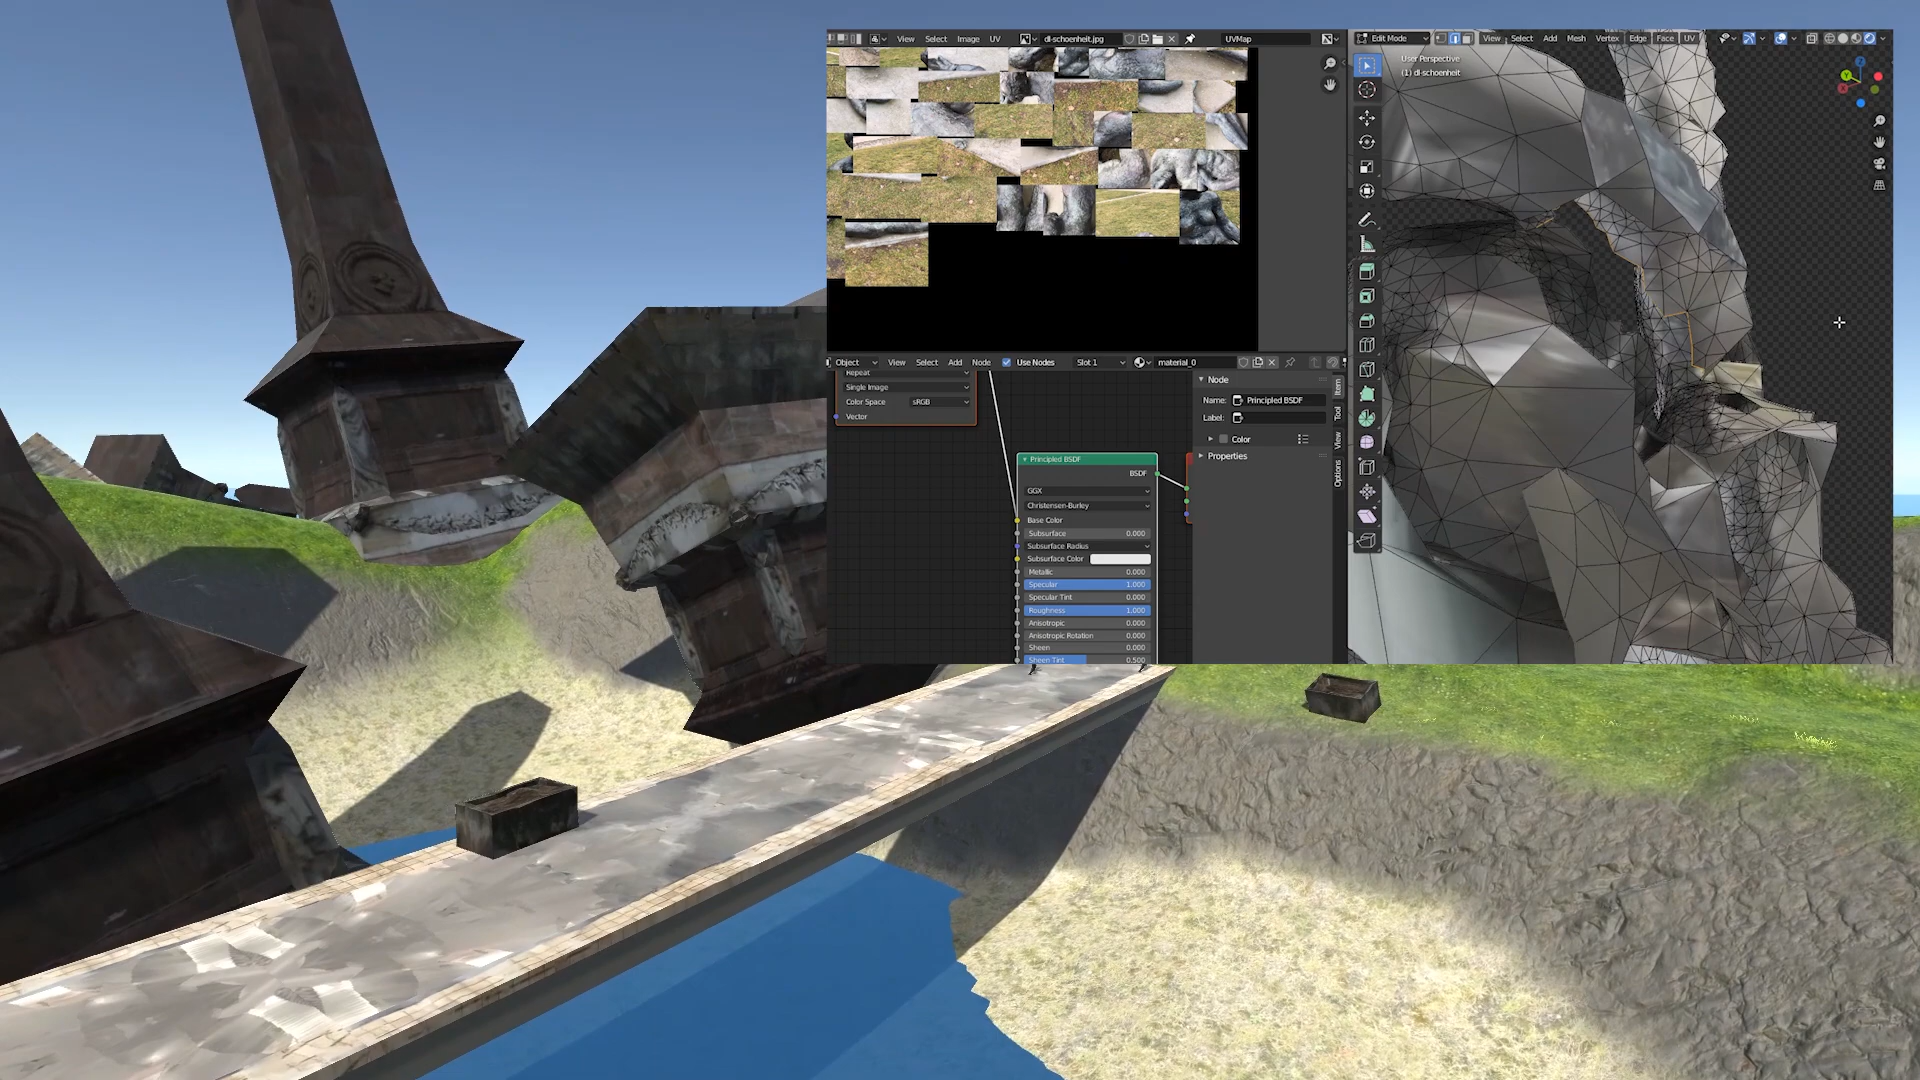 View Select Image UV dl-schoenheit.jpg UVMap
Edit Mode View Select Add Mesh Vertex Edge Face UV
User Perspective
(1) dl-schoenheit
Object View Select Add Node Use Nodes Slot 1 material_0
Repeat
Single Image
Color Space sRGB
Vector
Principled BSDF
BSDF
GGX
Christensen-Burley
Base Color
Subsurface 0.000
Subsurface Radius
Subsurface Color
Metallic 0.000
Specular 1.000
Specular Tint 0.000
Roughness 1.000
Anisotropic 0.000
Anisotropic Rotation 0.000
Sheen 0.000
Sheen Tint 0.500
Node
Name: Principled BSDF
Label:
Color
Properties
Item
Tool
View
Options